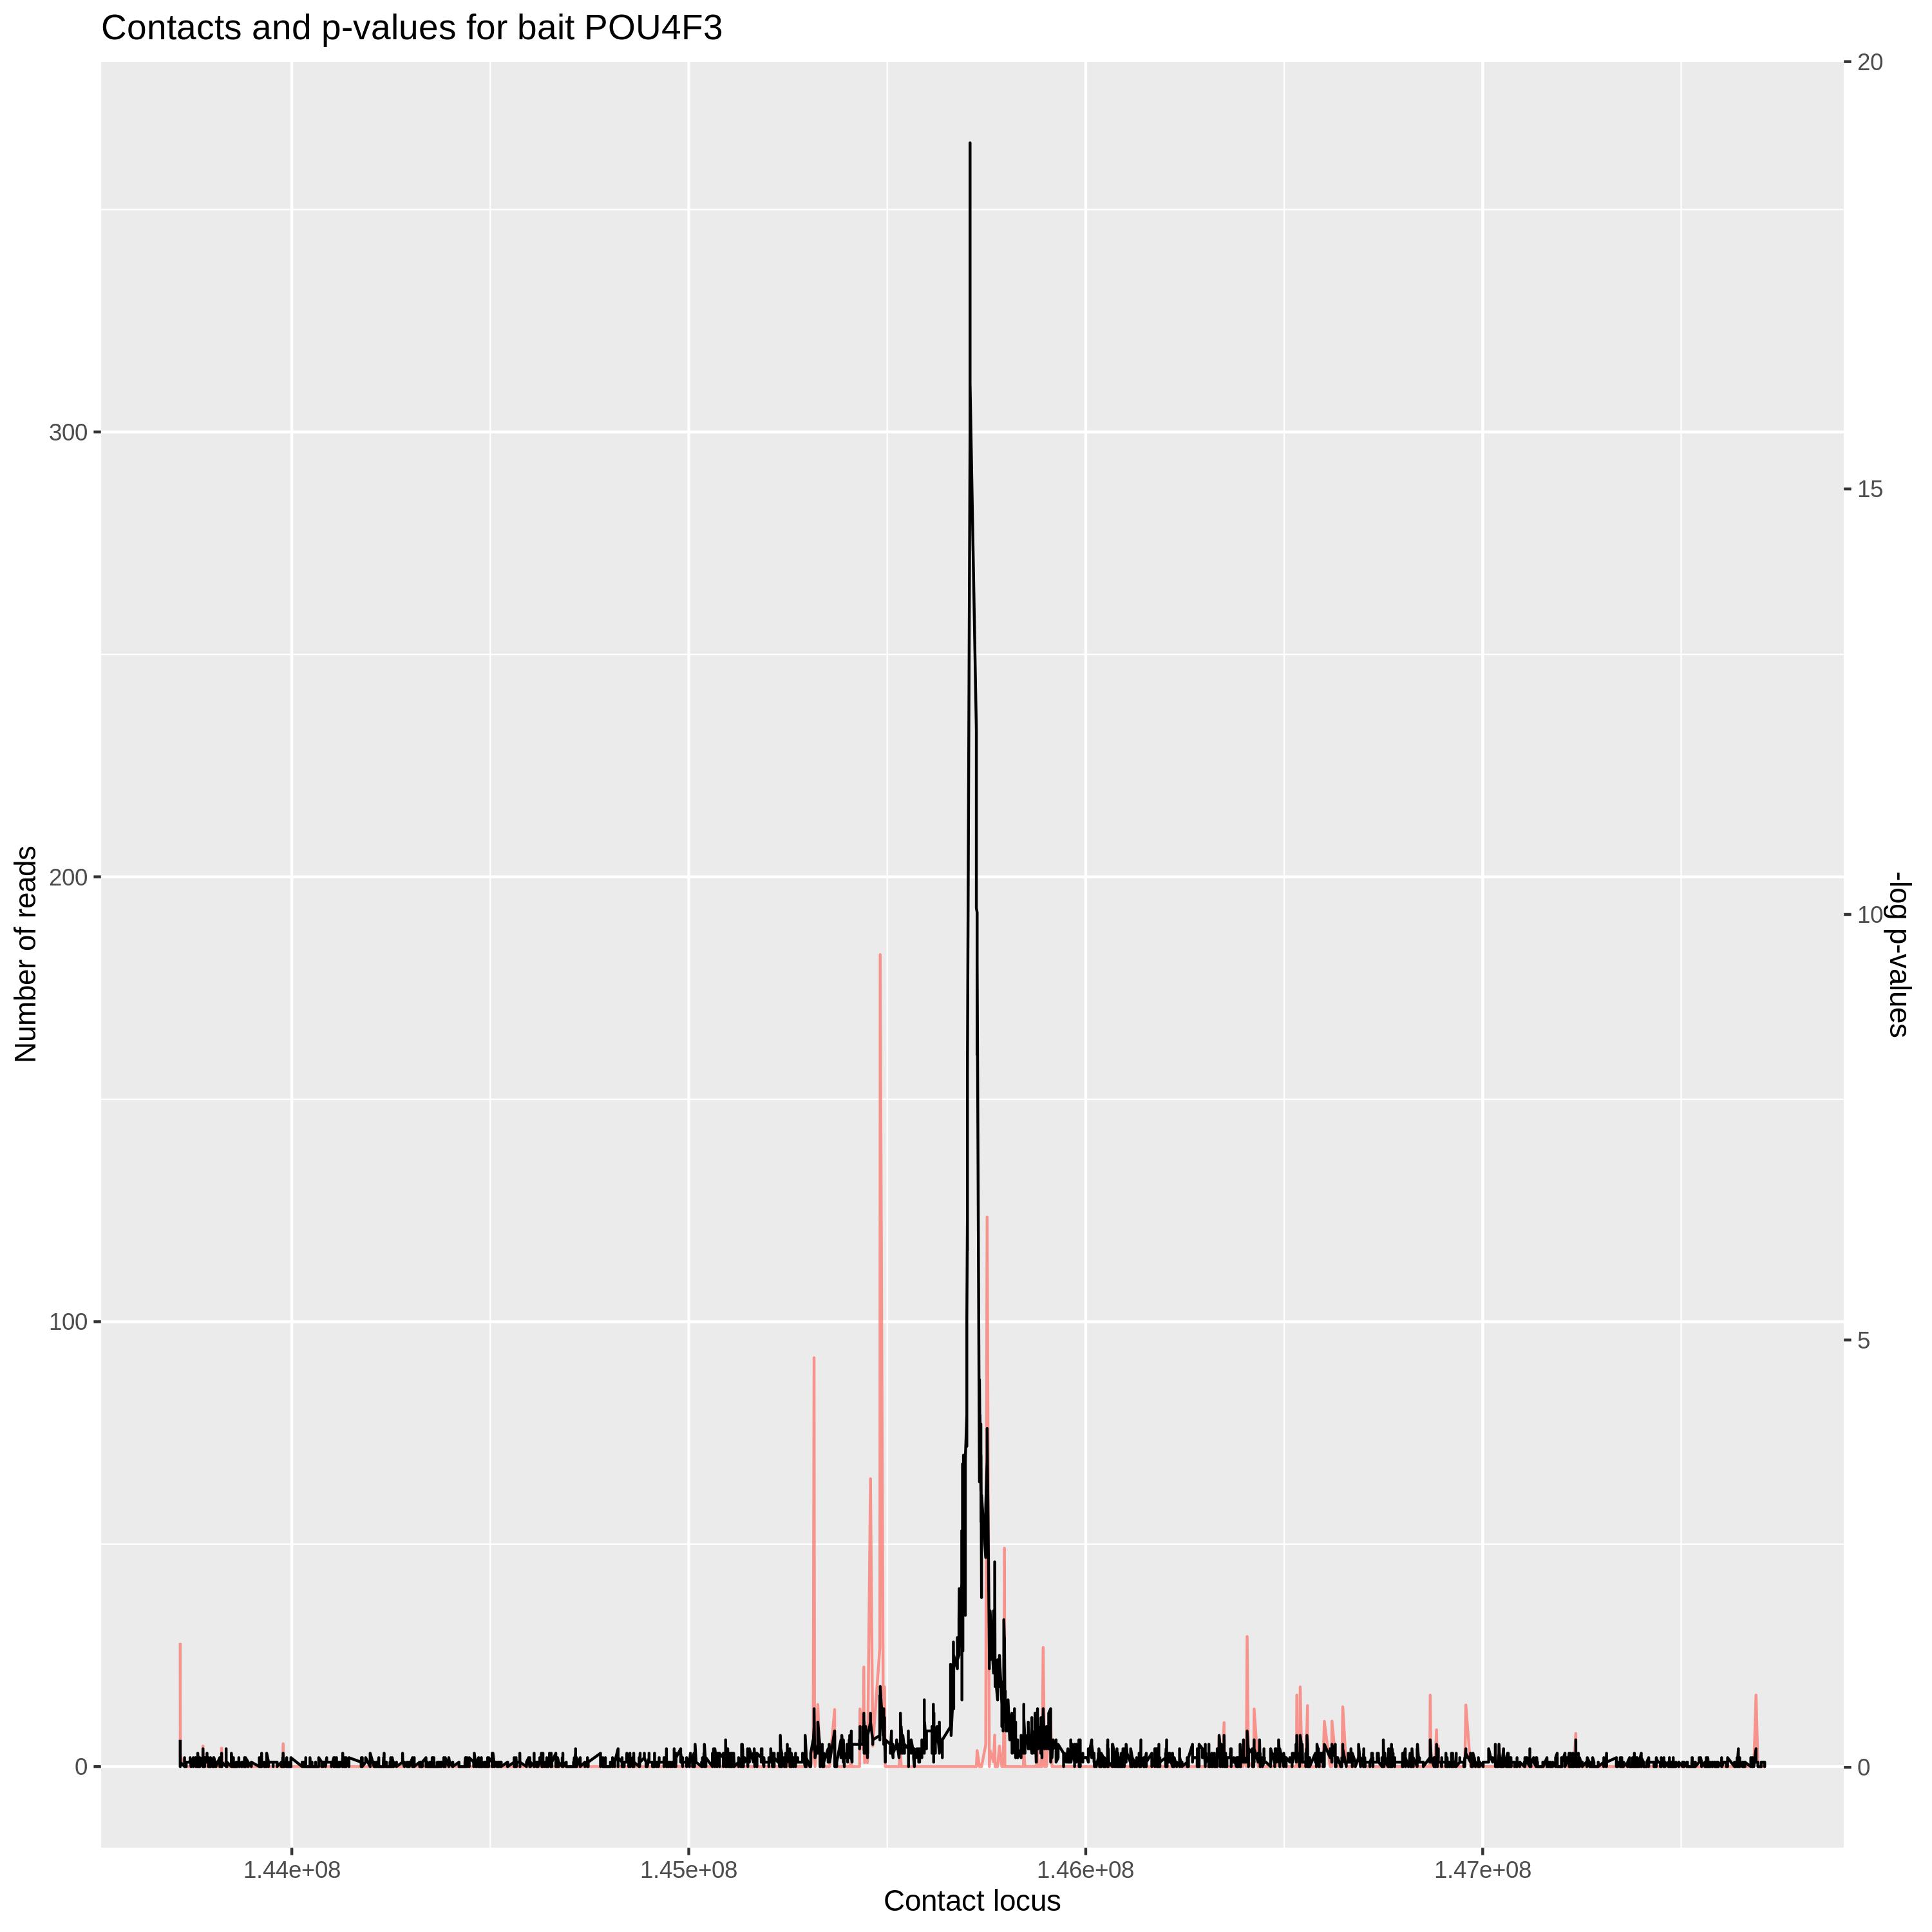 Contacts and p-values for bait POU4F3
20
300
15
Number of reads
200
10
-log p-values
100
5
0
0
1.44e+08
1.45e+08
1.46e+08
1.47e+08
Contact locus